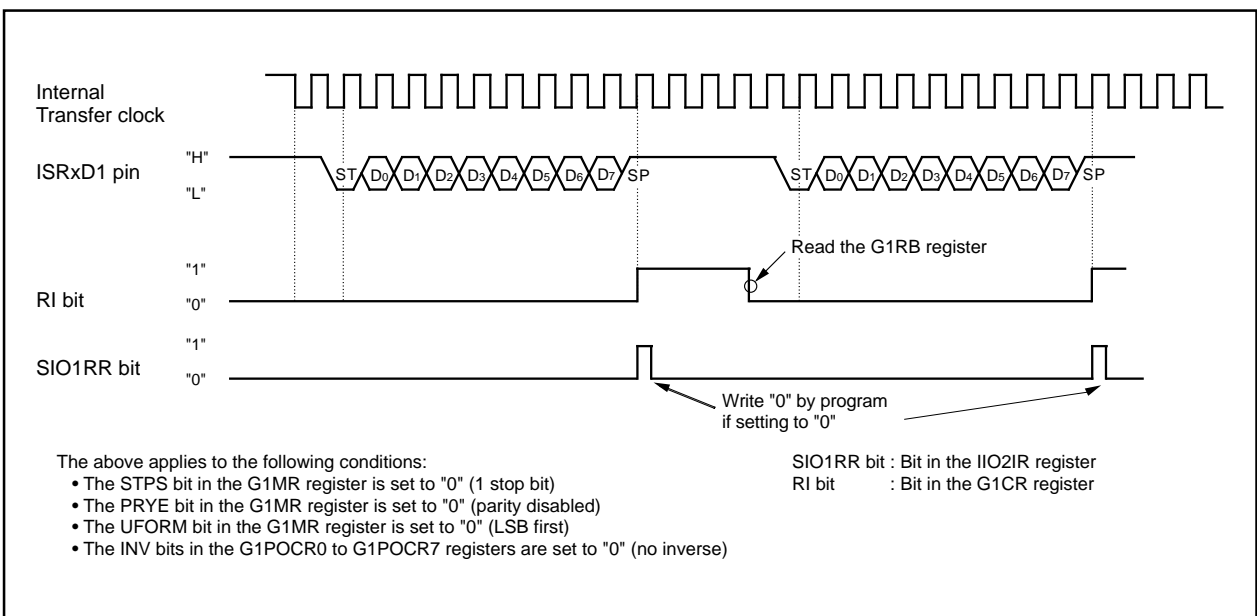 Internal
Transfer clock
ISRxD1 pin
"H"
"L"
ST D0 D1 D2 D3 D4 D5 D6 D7 SP ST D0 D1 D2 D3 D4 D5 D6 D7 SP
Read the G1RB register
RI bit
"1"
"0"
SIO1RR bit
"1"
"0"
Write "0" by program
if setting to "0"
The above applies to the following conditions:
• The STPS bit in the G1MR register is set to "0" (1 stop bit)
• The PRYE bit in the G1MR register is set to "0" (parity disabled)
• The UFORM bit in the G1MR register is set to "0" (LSB first)
• The INV bits in the G1POCR0 to G1POCR7 registers are set to "0" (no inverse)
SIO1RR bit : Bit in the IIO2IR register
RI bit : Bit in the G1CR register